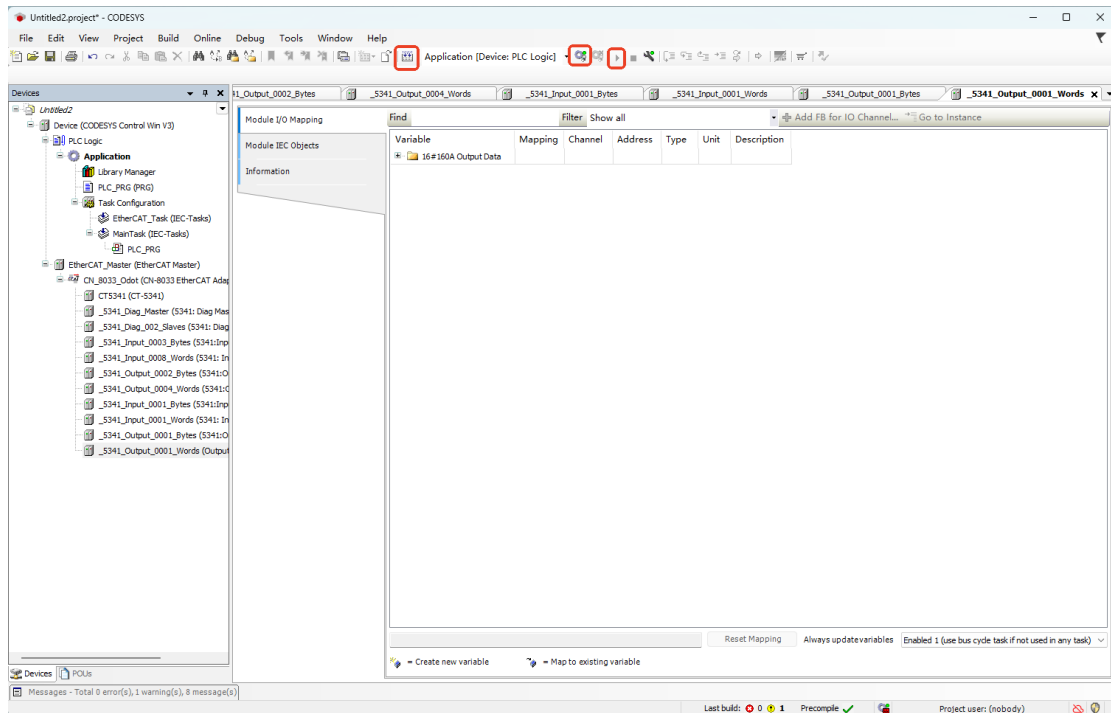 Untitled2.project* - CODESYS
File Edit View Project Build Online Debug Tools Window Help
Application [Device: PLC Logic]
Devices
41_Output_0002_Bytes _5341_Output_0004_Words _5341_Input_0001_Bytes _5341_Input_0001_Words _5341_Output_0001_Bytes _5341_Output_0001_Words
Untitled2
Device (CODESYS Control Win V3)
PLC Logic
Application
Library Manager
PLC_PRG (PRG)
Task Configuration
EtherCAT_Task (IEC-Tasks)
MainTask (IEC-Tasks)
PLC_PRG
EtherCAT_Master (EtherCAT Master)
CN_8033_Odot (CN-8033 EtherCAT Adap
CT5341 (CT-5341)
_5341_Diag_Master (5341: Diag Mas
_5341_Diag_002_Slaves (5341: Diag
_5341_Input_0003_Bytes (5341:Inp
_5341_Input_0008_Words (5341: In
_5341_Output_0002_Bytes (5341:O
_5341_Output_0004_Words (5341:O
_5341_Input_0001_Bytes (5341:Inp
_5341_Input_0001_Words (5341: In
_5341_Output_0001_Bytes (5341:O
_5341_Output_0001_Words (Output
Module I/O Mapping
Module IEC Objects
Information
Find Filter Show all Add FB for IO Channel... Go to Instance
Variable Mapping Channel Address Type Unit Description
16#160A Output Data
Reset Mapping Always update variables Enabled 1 (use bus cycle task if not used in any task)
= Create new variable = Map to existing variable
Devices POUs
Messages - Total 0 error(s), 1 warning(s), 8 message(s)
Last build: 0 1 Precompile Project user: (nobody)